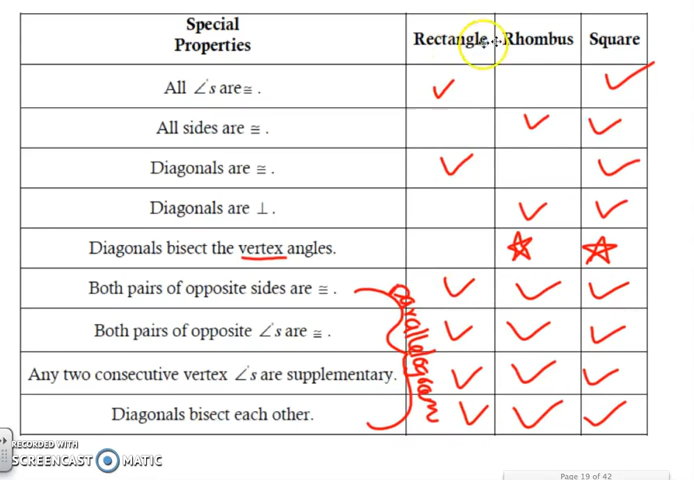 Special
Properties
Rectangle
Rhombus
Square
All ∠'s are ≅.
All sides are ≅.
Diagonals are ≅.
Diagonals are ⊥.
Diagonals bisect the vertex angles.
Both pairs of opposite sides are ≅.
Both pairs of opposite ∠'s are ≅.
Any two consecutive vertex ∠'s are supplementary.
Diagonals bisect each other.
Parallelogram
RECORDED WITH
SCREENCAST MATIC
Page 19 of 42